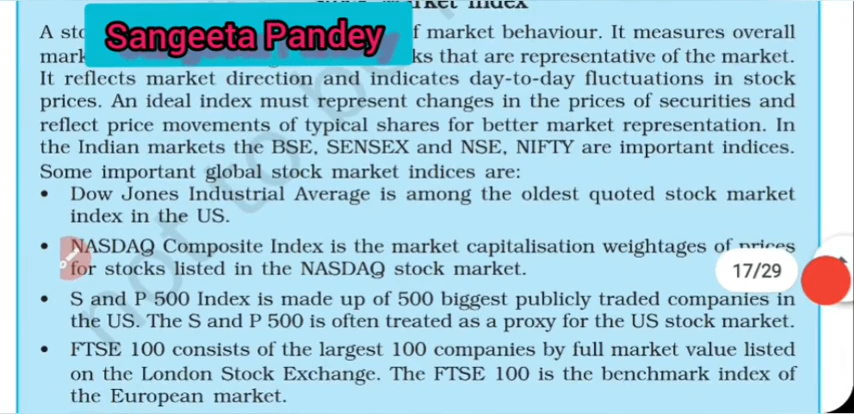 A sto Sangeeta Pandey f market behaviour. It measures overall
mark ks that are representative of the market.
It reflects market direction and indicates day-to-day fluctuations in stock
prices. An ideal index must represent changes in the prices of securities and
reflect price movements of typical shares for better market representation. In
the Indian markets the BSE, SENSEX and NSE, NIFTY are important indices.
Some important global stock market indices are:
• Dow Jones Industrial Average is among the oldest quoted stock market
index in the US.
• NASDAQ Composite Index is the market capitalisation weightages of prices
for stocks listed in the NASDAQ stock market.
17/29
• S and P 500 Index is made up of 500 biggest publicly traded companies in
the US. The S and P 500 is often treated as a proxy for the US stock market.
• FTSE 100 consists of the largest 100 companies by full market value listed
on the London Stock Exchange. The FTSE 100 is the benchmark index of
the European market.